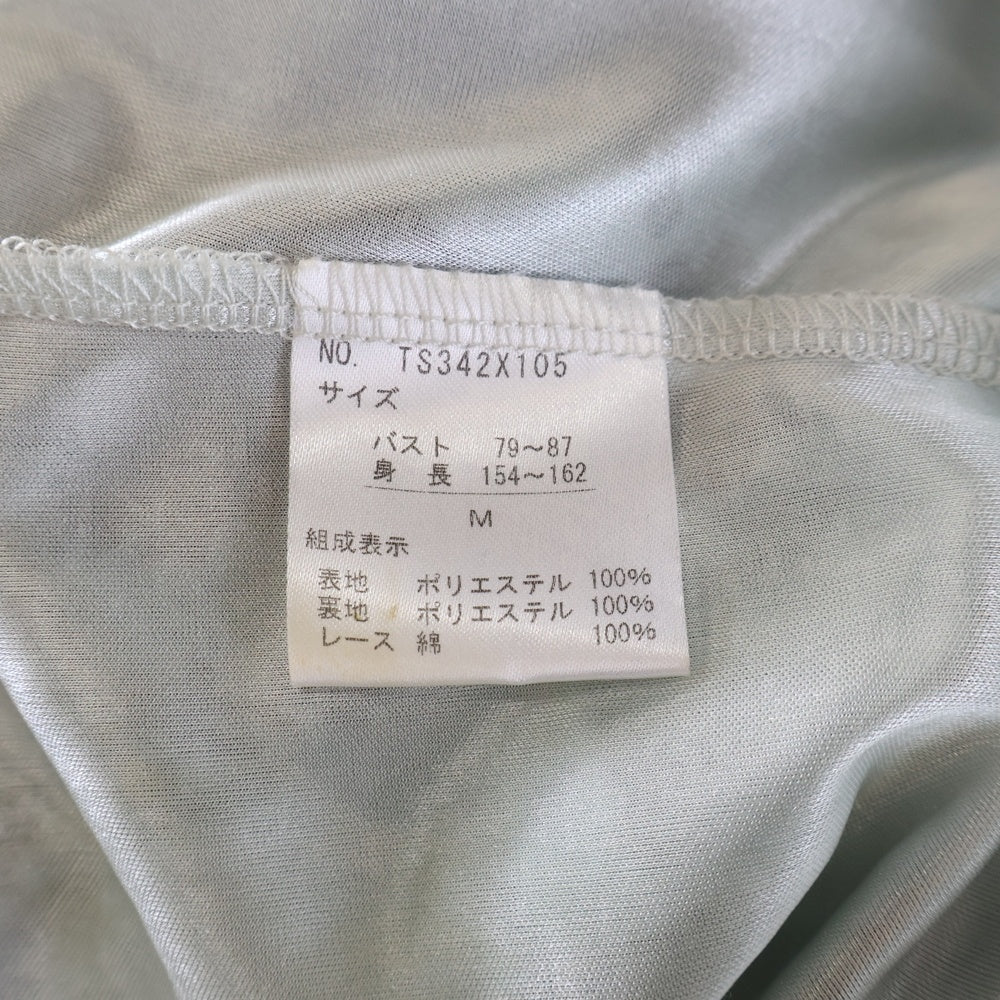 NO. TS342X105
サイズ
バスト 79～87
身長 154～162
M
組成表示
表地 ポリエステル 100%
裏地 ポリエステル 100%
レース 綿 100%